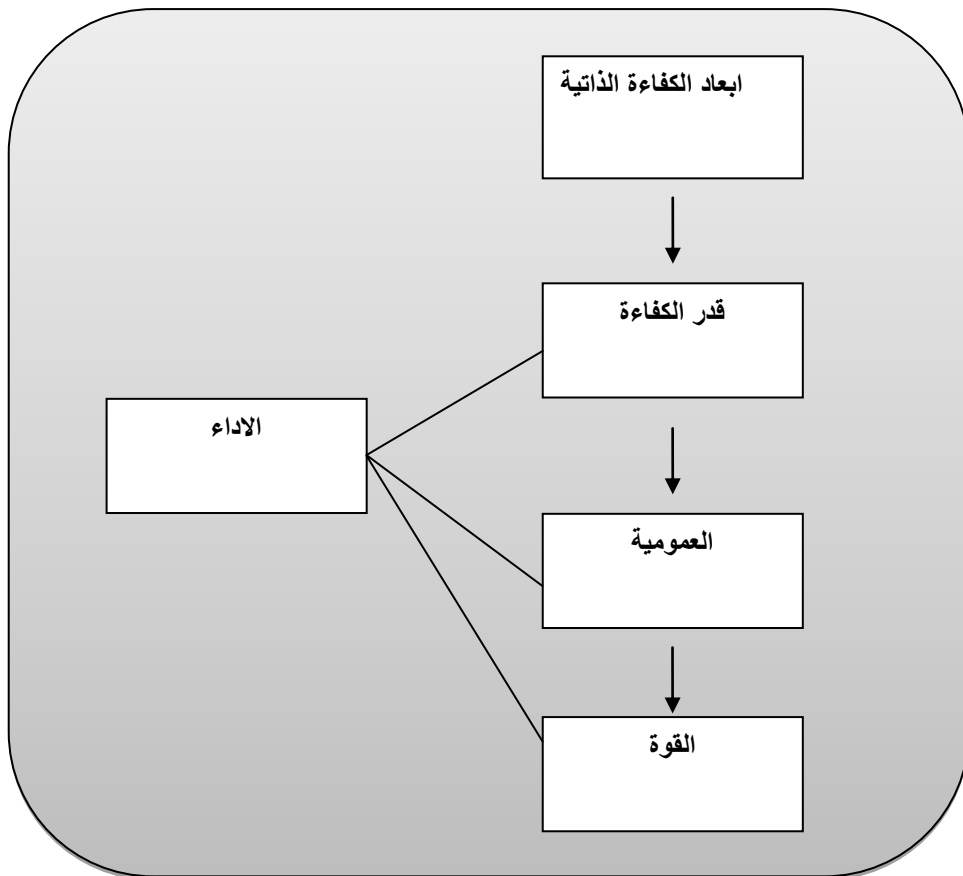 ابعاد الكفاءة الذاتية
قدر الكفاءة
الاداء
العمومية
القوة